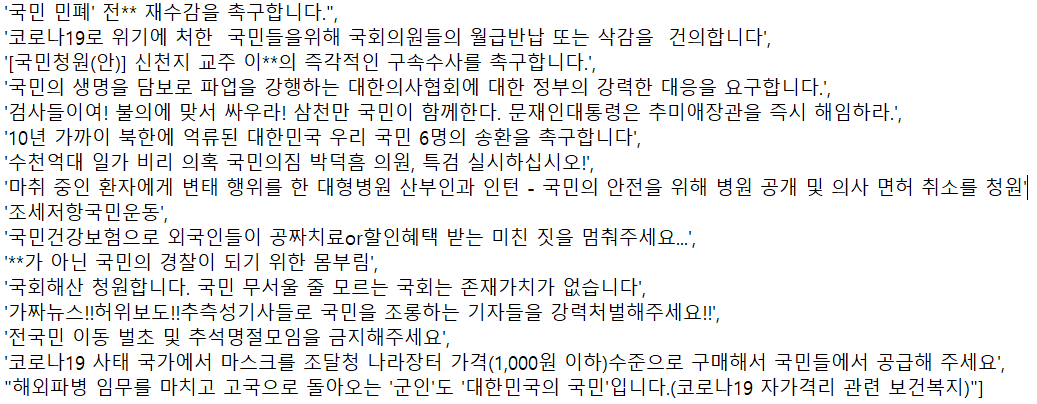 '국민 민폐' 전** 재수감을 촉구합니다.",
'코로나19로 위기에 처한  국민들을위해 국회의원들의 월급반납 또는 삭감을  건의합니다',
'[국민청원(안)] 신천지 교주 이**의 즉각적인 구속수사를 촉구합니다.',
'국민의 생명을 담보로 파업을 강행하는 대한의사협회에 대한 정부의 강력한 대응을 요구합니다.',
'검사들이여! 불의에 맞서 싸우라! 삼천만 국민이 함께한다. 문재인대통령은 추미애장관을 즉시 해임하라.',
'10년 가까이 북한에 억류된 대한민국 우리 국민 6명의 송환을 촉구합니다',
'수천억대 일가 비리 의혹 국민의짐 박덕흠 의원, 특검 실시하십시오!',
'마취 중인 환자에게 변태 행위를 한 대형병원 산부인과 인턴 - 국민의 안전을 위해 병원 공개 및 의사 면허 취소를 청원'
'조세저항국민운동',
'국민건강보험으로 외국인들이 공짜치료or할인혜택 받는 미친 짓을 멈춰주세요...',
'**가 아닌 국민의 경찰이 되기 위한 몸부림',
'국회해산 청원합니다. 국민 무서울 줄 모르는 국회는 존재가치가 없습니다',
'가짜뉴스!!허위보도!!추측성기사들로 국민을 조롱하는 기자들을 강력처벌해주세요!!',
'전국민 이동 벌초 및 추석명절모임을 금지해주세요',
'코로나19 사태 국가에서 마스크를 조달청 나라장터 가격(1,000원 이하)수준으로 구매해서 국민들에서 공급해 주세요',
"해외파병 임무를 마치고 고국으로 돌아오는 '군인'도 '대한민국의 국민'입니다.(코로나19 자가격리 관련 보건복지)"]